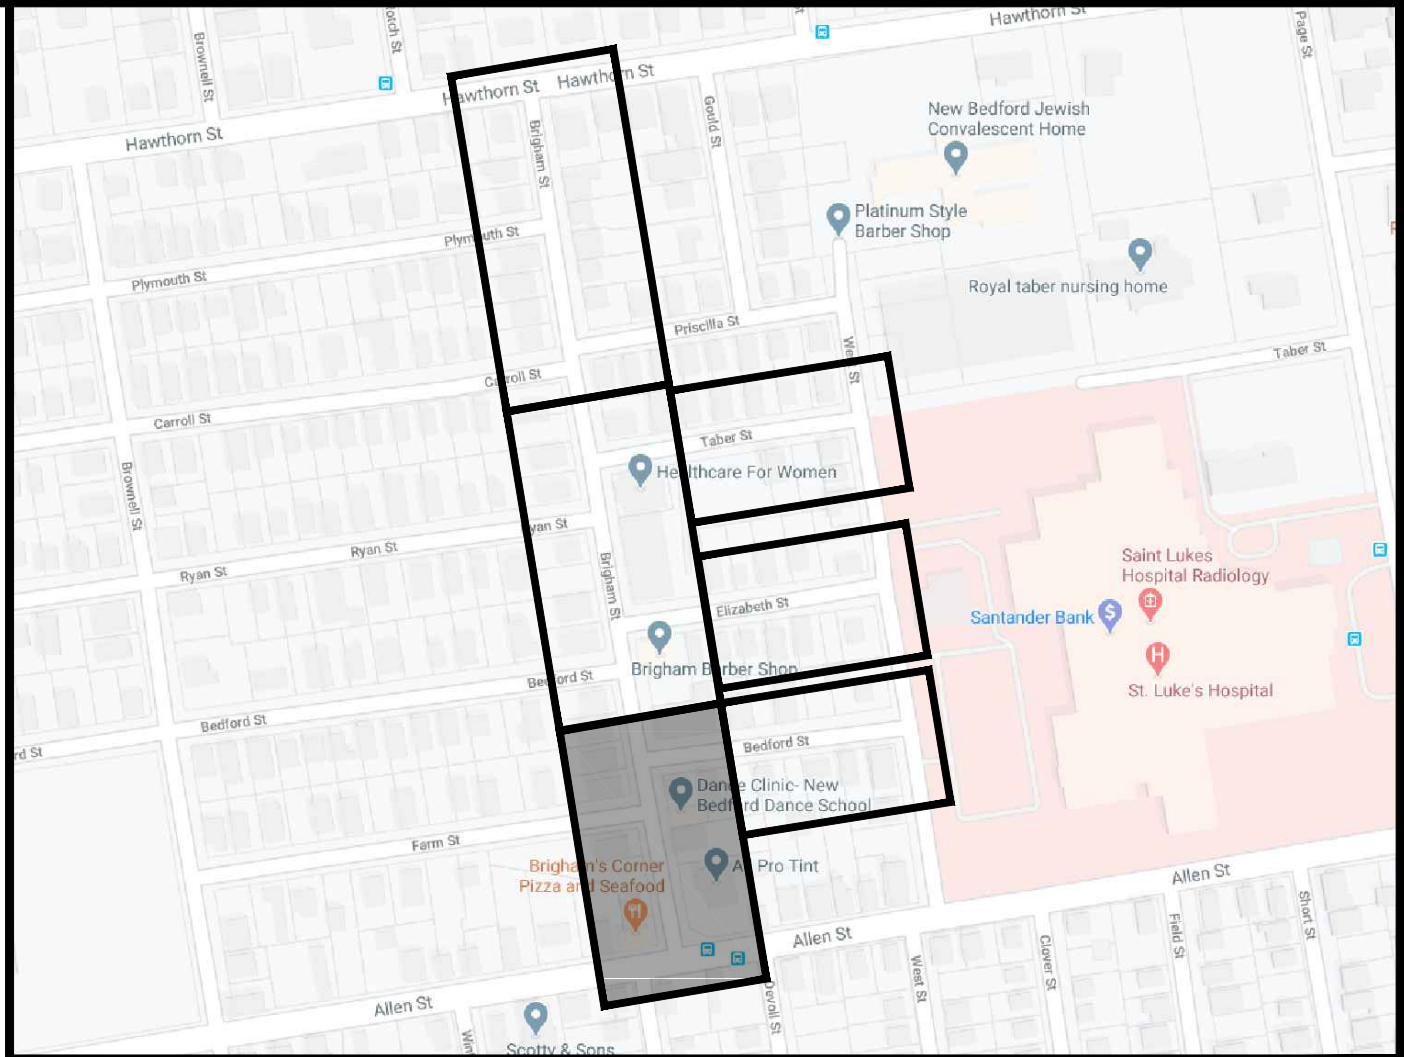 Hawthorn St
Page St
Brownell St
Hawthorn St
Hawthorn St
Hawthorn St
Gould St
New Bedford Jewish
Convalescent Home
Brigham St
Platinum Style
Barber Shop
Plymouth St
Plymouth St
Royal taber nursing home
Priscilla St
Taber St
Carroll St
Carroll St
Taber St
Healthcare For Women
Brownell St
Ryan St
Ryan St
Saint Lukes
Hospital Radiology
Brigham St
Elizabeth St
Santander Bank
Brigham Barber Shop
St. Luke's Hospital
Bedford St
Bedford St
Bedford St
Dance Clinic- New
Bedford Dance School
Farm St
Brigham's Corner
Pizza and Seafood
Pro Tint
Allen St
Allen St
Allen St
West St
Clover St
Field St
Short St
Devoll St
H
$
Scotty & Sons